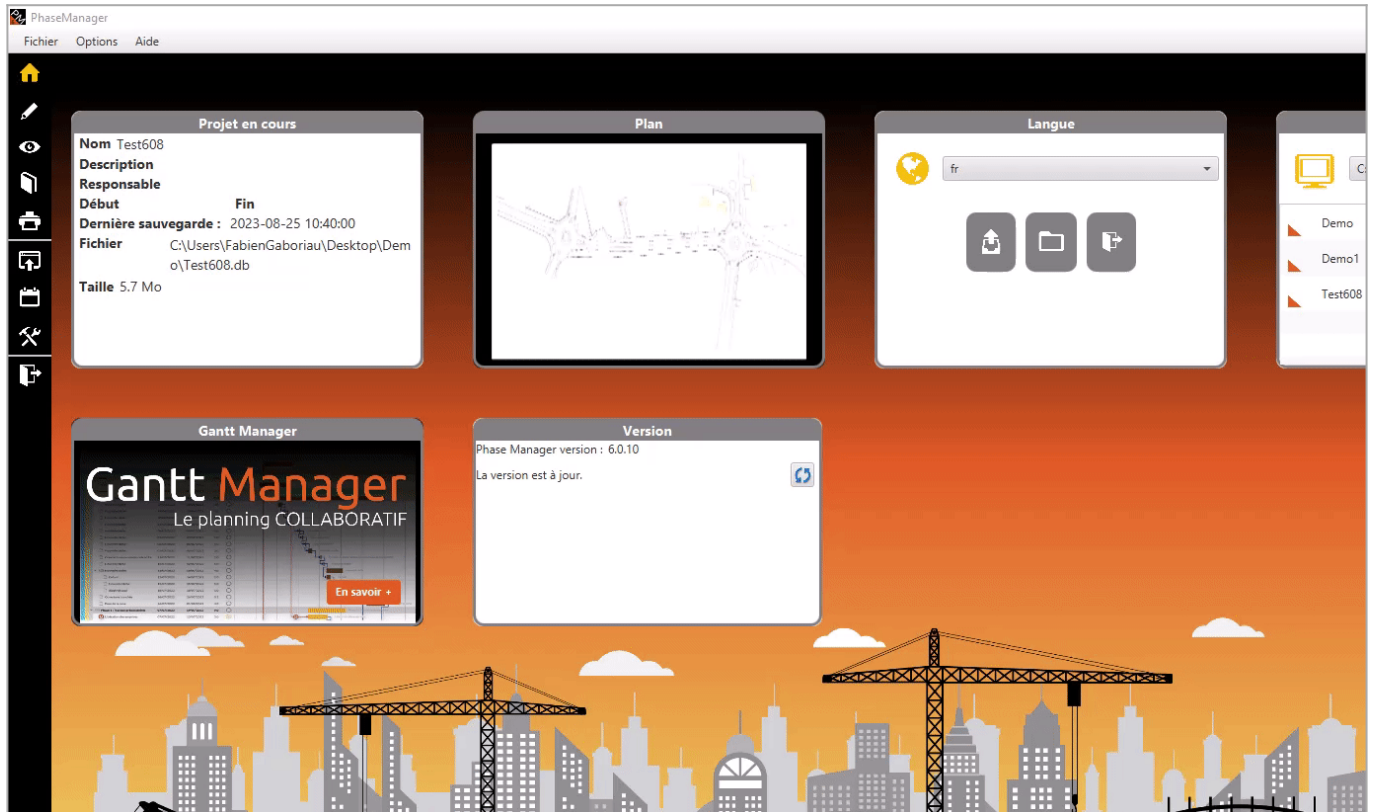 PhaseManager
Fichier Options Aide
Projet en cours
Nom Test608
Description
Responsable
Début Fin
Dernière sauvegarde : 2023-08-25 10:40:00
Fichier C:\Users\FabienGaboriau\Desktop\Dem
o\Test608.db
Taille 5.7 Mo
Plan
Langue
fr
C:
Demo
Demo1
Test608
Gantt Manager
Gantt Manager
Le planning COLLABORATIF
En savoir +
Version
Phase Manager version : 6.0.10
La version est à jour.